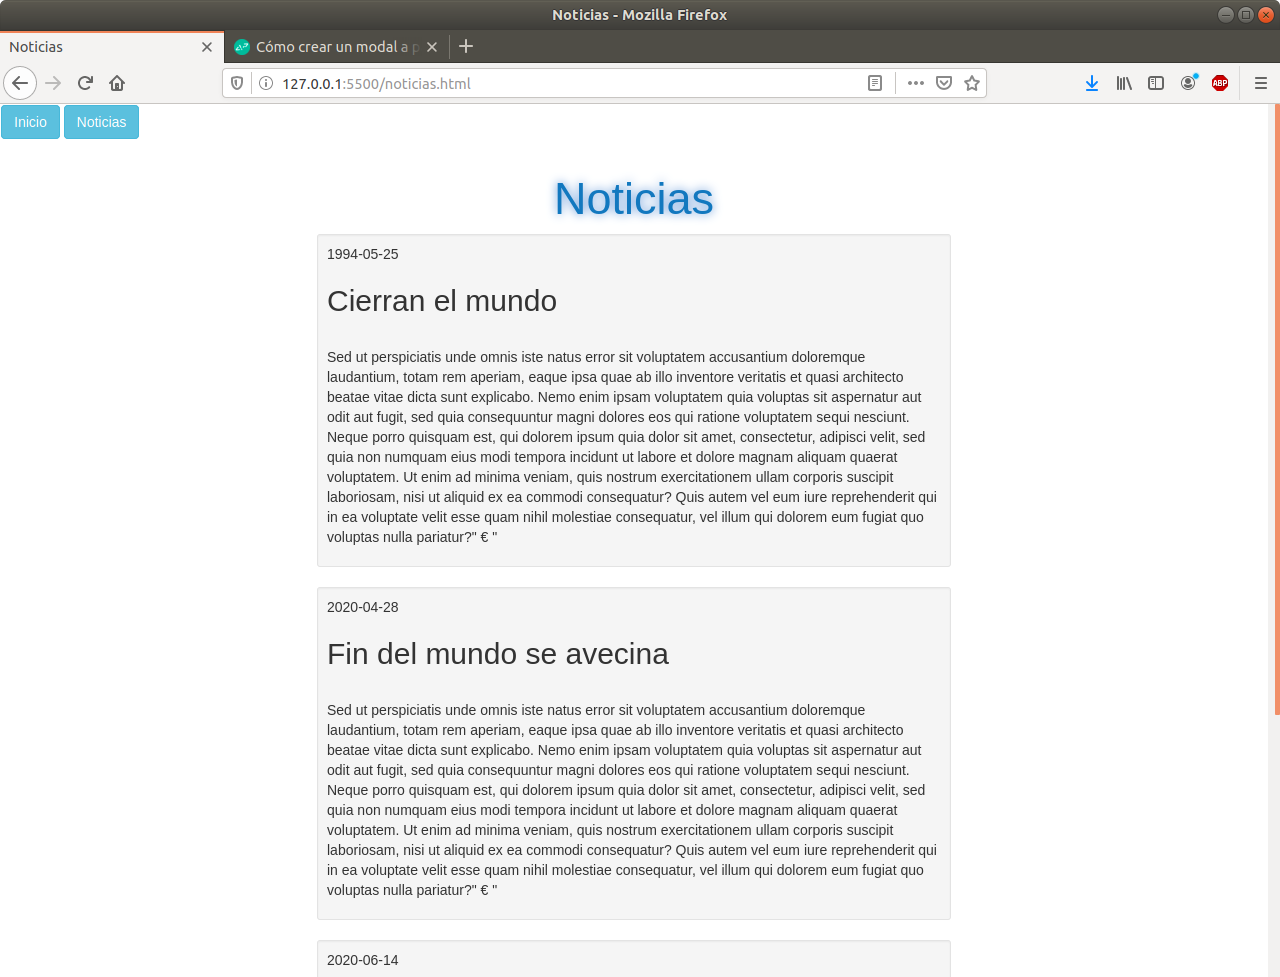 Noticias - Mozilla Firefox
Noticias
Cómo crear un modal a p
127.0.0.1:5500/noticias.html
ABP
Inicio
Noticias
Noticias
1994-05-25
Cierran el mundo
Sed ut perspiciatis unde omnis iste natus error sit voluptatem accusantium doloremque
laudantium, totam rem aperiam, eaque ipsa quae ab illo inventore veritatis et quasi architecto
beatae vitae dicta sunt explicabo. Nemo enim ipsam voluptatem quia voluptas sit aspernatur aut
odit aut fugit, sed quia consequuntur magni dolores eos qui ratione voluptatem sequi nesciunt.
Neque porro quisquam est, qui dolorem ipsum quia dolor sit amet, consectetur, adipisci velit, sed
quia non numquam eius modi tempora incidunt ut labore et dolore magnam aliquam quaerat
voluptatem. Ut enim ad minima veniam, quis nostrum exercitationem ullam corporis suscipit
laboriosam, nisi ut aliquid ex ea commodi consequatur? Quis autem vel eum iure reprehenderit qui
in ea voluptate velit esse quam nihil molestiae consequatur, vel illum qui dolorem eum fugiat quo
voluptas nulla pariatur?" € "
2020-04-28
Fin del mundo se avecina
Sed ut perspiciatis unde omnis iste natus error sit voluptatem accusantium doloremque
laudantium, totam rem aperiam, eaque ipsa quae ab illo inventore veritatis et quasi architecto
beatae vitae dicta sunt explicabo. Nemo enim ipsam voluptatem quia voluptas sit aspernatur aut
odit aut fugit, sed quia consequuntur magni dolores eos qui ratione voluptatem sequi nesciunt.
Neque porro quisquam est, qui dolorem ipsum quia dolor sit amet, consectetur, adipisci velit, sed
quia non numquam eius modi tempora incidunt ut labore et dolore magnam aliquam quaerat
voluptatem. Ut enim ad minima veniam, quis nostrum exercitationem ullam corporis suscipit
laboriosam, nisi ut aliquid ex ea commodi consequatur? Quis autem vel eum iure reprehenderit qui
in ea voluptate velit esse quam nihil molestiae consequatur, vel illum qui dolorem eum fugiat quo
voluptas nulla pariatur?" € "
2020-06-14